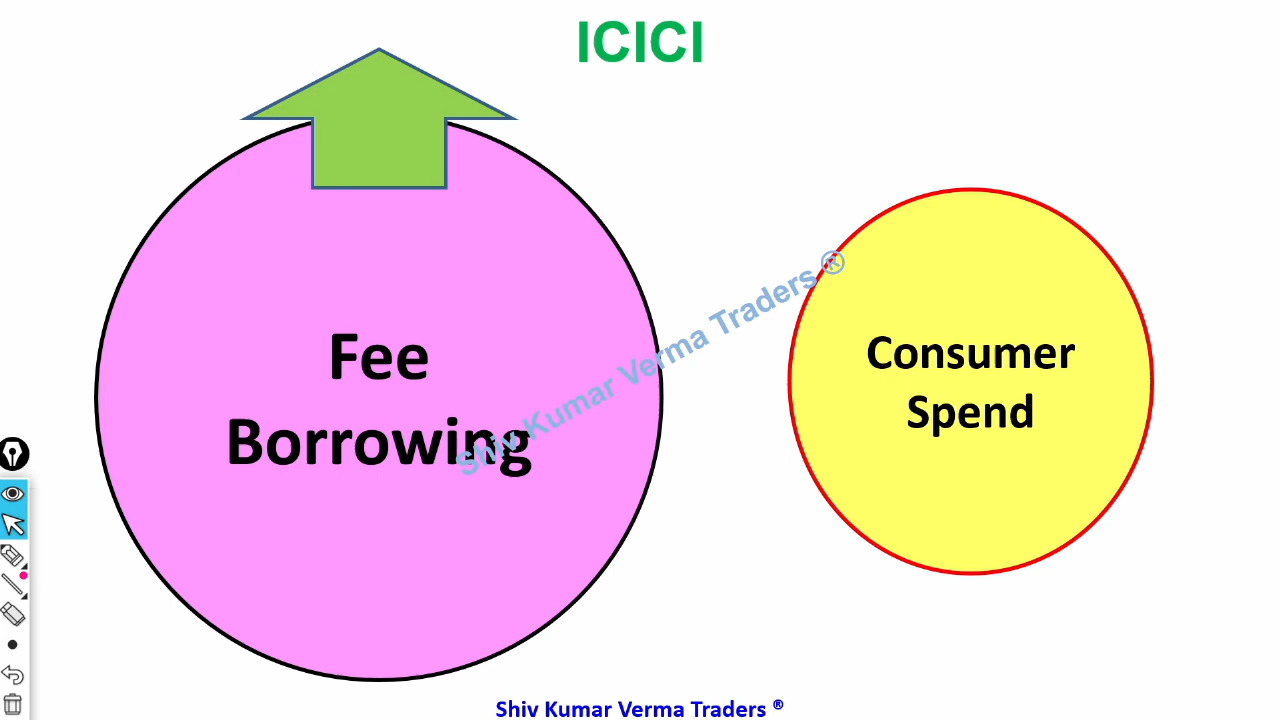 ICICI
Fee
Borrowing
Consumer
Spend
Shiv Kumar Verma Traders ®
Shiv Kumar Verma Traders ®